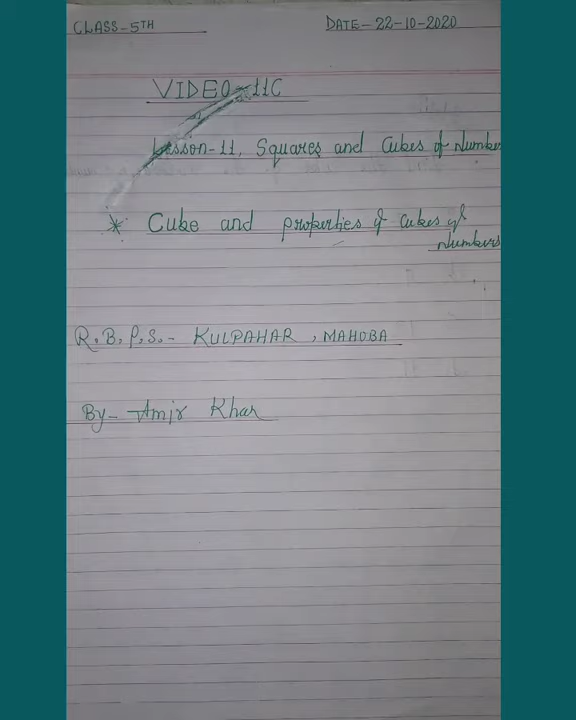 CLASS-5TH
DATE- 22-10-2020
VIDEO-11C
Lesson-11, Squares and Cubes of Number
* Cube and properties of cubes of
numbers
R.B.P.S.- KULPAHAR , MAHOBA
By- Amir Khan